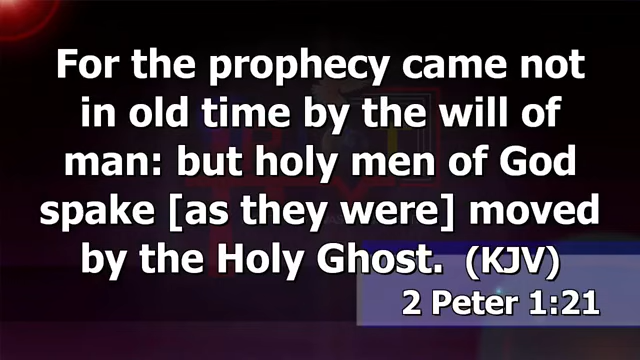 For the prophecy came not
in old time by the will of
man: but holy men of God
spake [as they were] moved
by the Holy Ghost. (KJV)
2 Peter 1:21